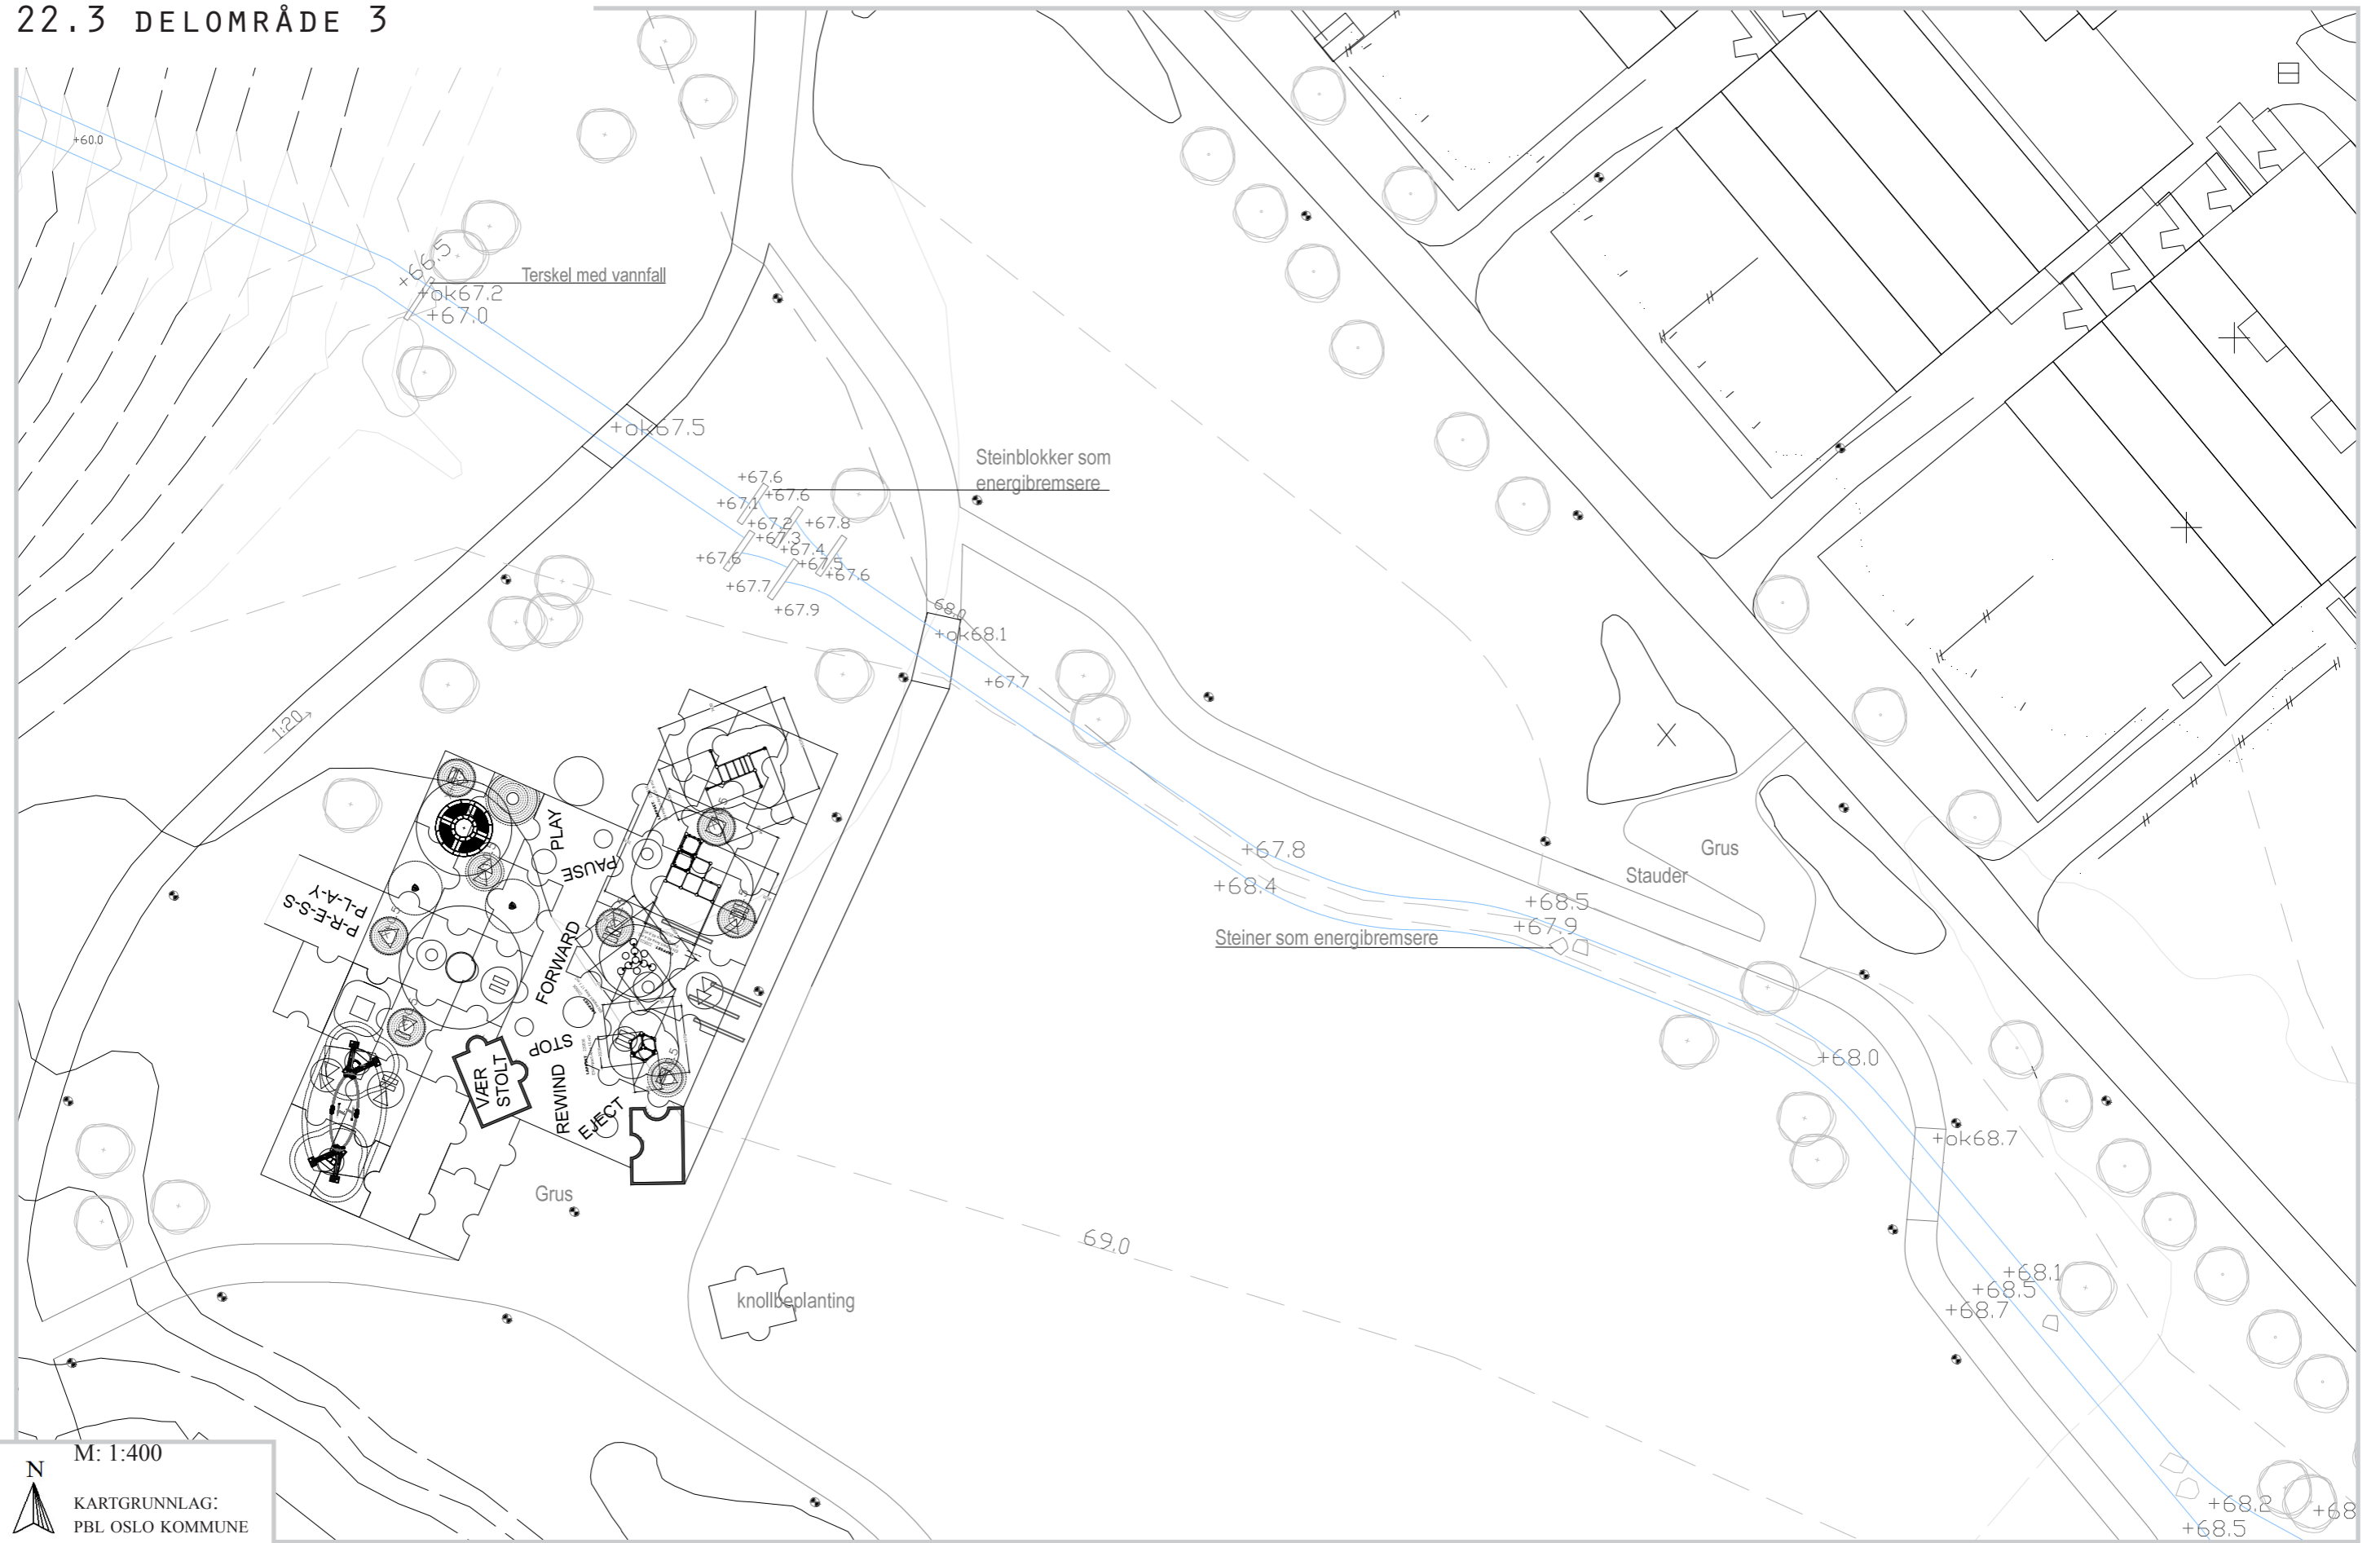 22.3 DELOMRÅDE 3
+60.0
+66.5
Terskel med vannfall
+ok67.2
+67.0
+ok67.5
Steinblokker som
energibremsere
+67.6
+67.6
+67.1
+67.2
+67.8
+67.3
+67.4
+67.6
+67.5
+67.6
+67.7
+67.9
68.0
+ok68.1
+67.7
1:20
PLAY
PAUSE
P-R-E-S-S
P-L-A-Y
FORWARD
STOP
VÆR
STOLT
REWIND
EJECT
+67.8
+68.4
Grus
Stauder
+68.5
+67.9
Steiner som energibremsere
+68.0
+ok68.7
Grus
69.0
+68.1
+68.5
+68.7
knollbeplanting
+68.2
+68
+68.5
M: 1:400
N
KARTGRUNNLAG:
PBL OSLO KOMMUNE